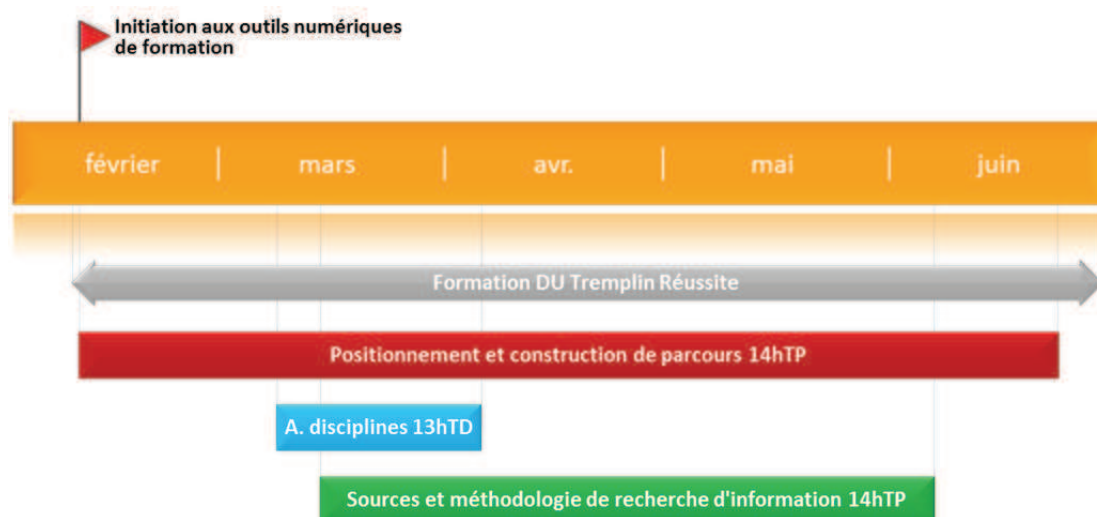 Initiation aux outils numériques
de formation
février
mars
avr.
mai
juin
Formation DU Tremplin Réussite
Positionnement et construction de parcours 14hTP
A. disciplines 13hTD
Sources et méthodologie de recherche d'information 14hTP